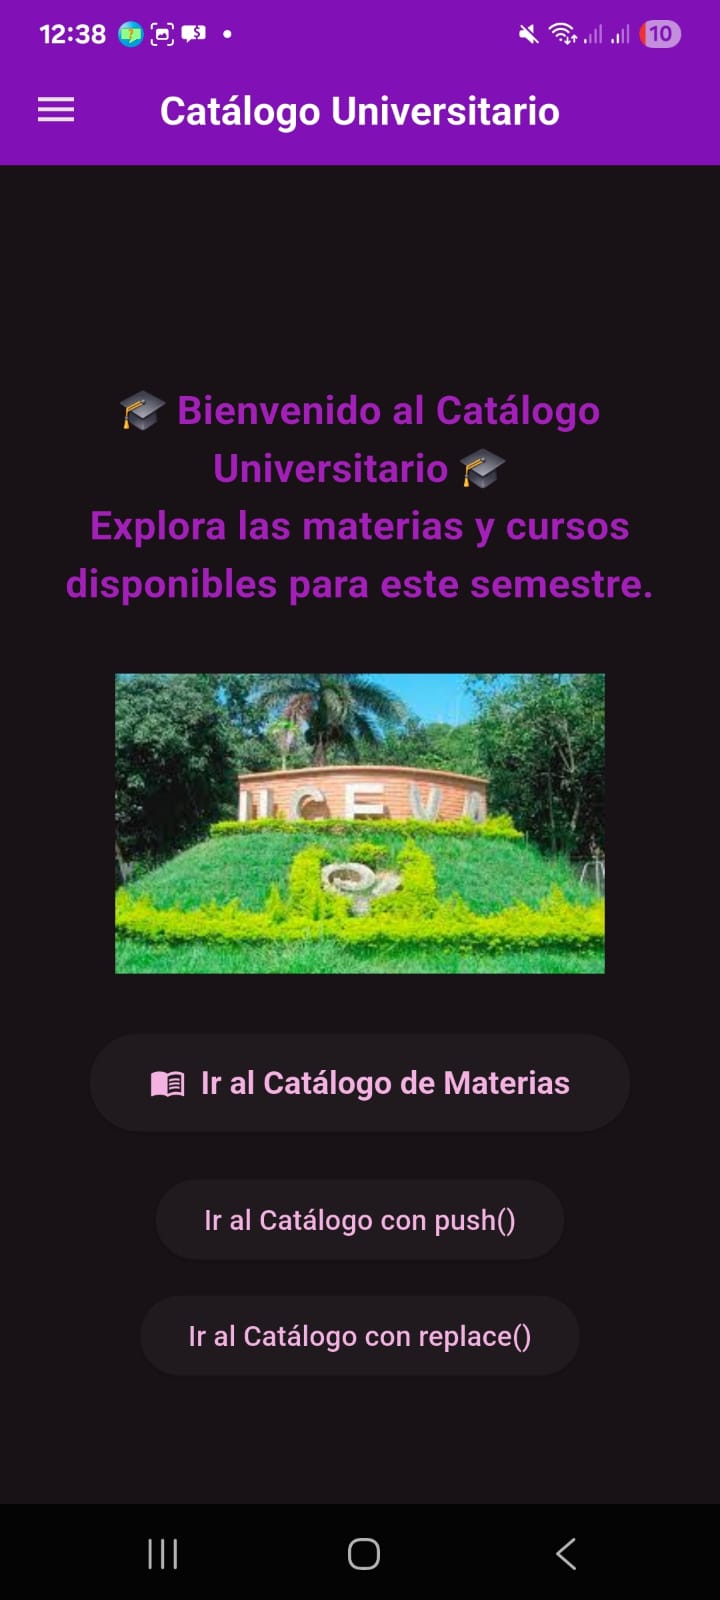 12:38
10
Catálogo Universitario
🎓 Bienvenido al Catálogo
Universitario 🎓
Explora las materias y cursos
disponibles para este semestre.
UCEVA
Ir al Catálogo de Materias
Ir al Catálogo con push()
Ir al Catálogo con replace()